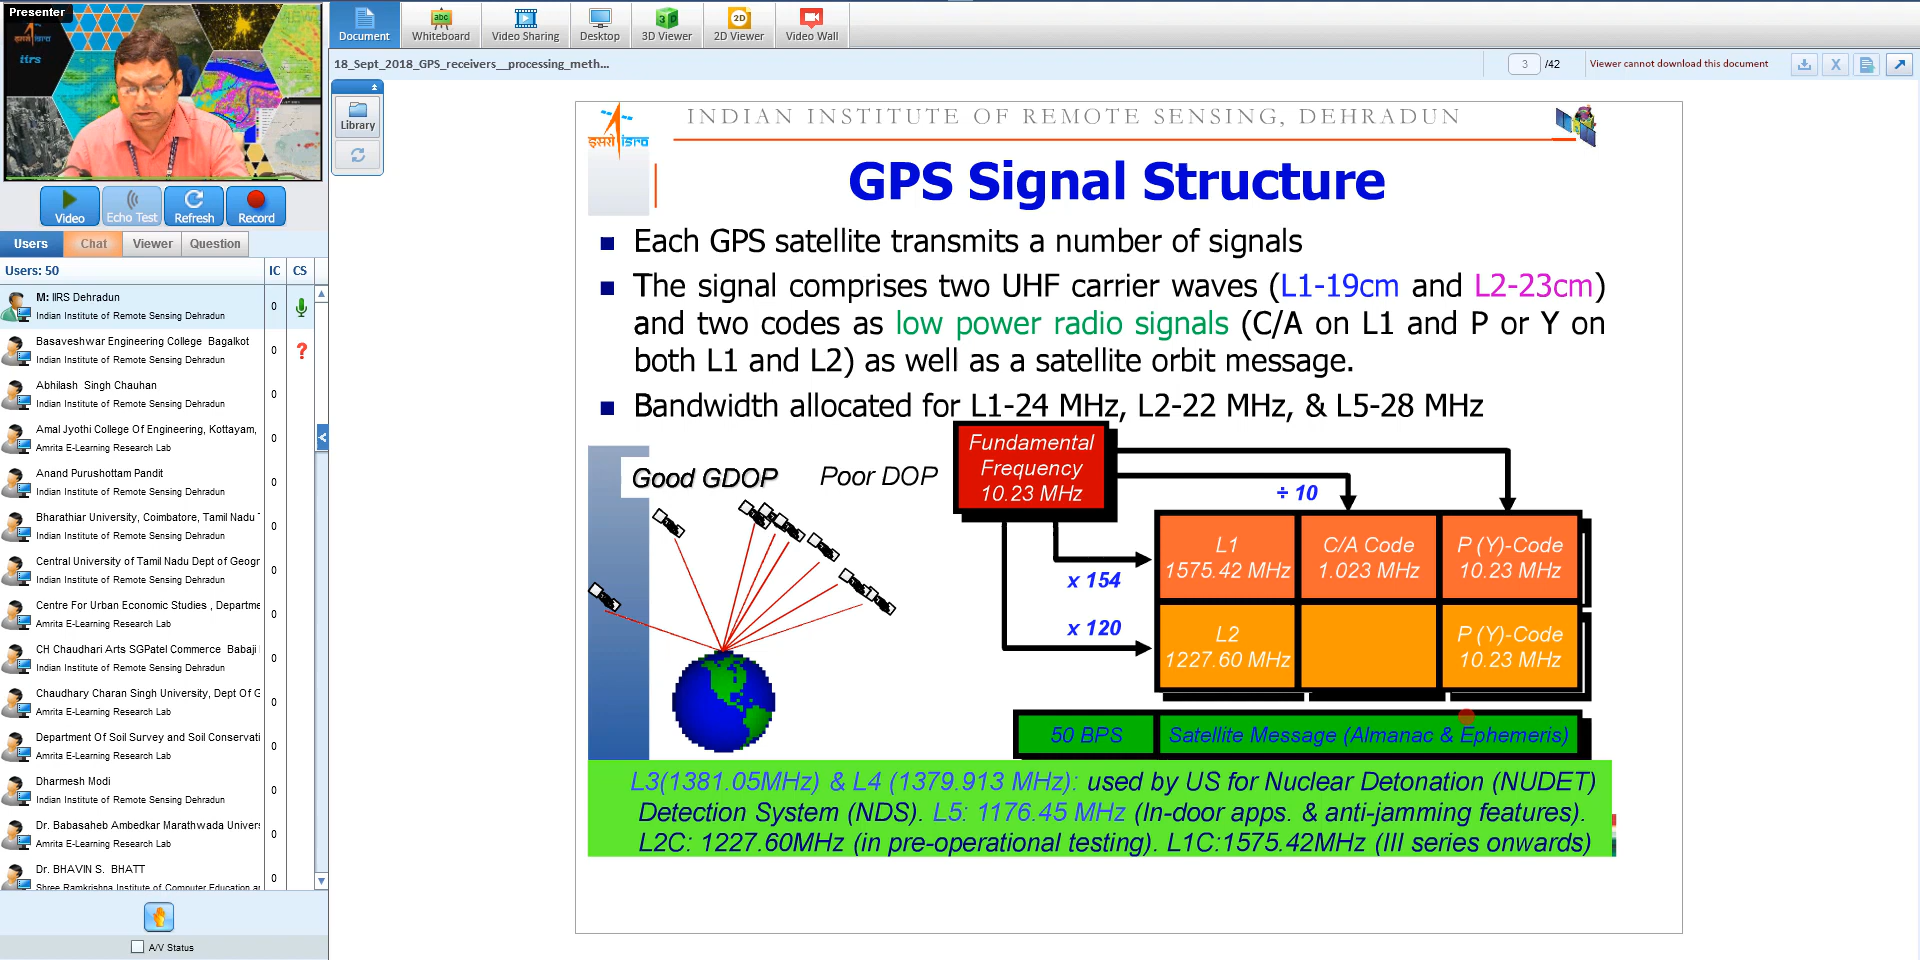 Presenter
iirs
Video
Echo Test
Refresh
Record
Users
Chat
Viewer
Question
Users: 50
IC
CS
M: IIRS Dehradun
Indian Institute of Remote Sensing Dehradun
0
Basaveshwar Engineering College Bagalkot
Indian Institute of Remote Sensing Dehradun
0
?
Abhilash Singh Chauhan
Indian Institute of Remote Sensing Dehradun
0
Amal Jyothi College Of Engineering, Kottayam,
Amrita E-Learning Research Lab
0
Anand Purushottam Pandit
Indian Institute of Remote Sensing Dehradun
0
Bharathiar University, Coimbatore, Tamil Nadu
Indian Institute of Remote Sensing Dehradun
0
Central University of Tamil Nadu Dept of Geogr
Indian Institute of Remote Sensing Dehradun
0
Centre For Urban Economic Studies , Departme
Amrita E-Learning Research Lab
0
CH Chaudhari Arts SGPatel Commerce Babaji
Indian Institute of Remote Sensing Dehradun
0
Chaudhary Charan Singh University, Dept Of G
Amrita E-Learning Research Lab
0
Department Of Soil Survey and Soil Conservati
Amrita E-Learning Research Lab
0
Dharmesh Modi
Indian Institute of Remote Sensing Dehradun
0
Dr. Babasaheb Ambedkar Marathwada Univers
Amrita E-Learning Research Lab
0
Dr. BHAVIN S. BHATT
Shree Ramkrishna Institute of Computer Education an
0
A/V Status
Document
Whiteboard
Video Sharing
Desktop
3D Viewer
2D Viewer
Video Wall
18_Sept_2018_GPS_receivers__processing_meth...
3 /42
Viewer cannot download this document
Library
INDIAN INSTITUTE OF REMOTE SENSING, DEHRADUN
इसरो isro
GPS Signal Structure
Each GPS satellite transmits a number of signals
The signal comprises two UHF carrier waves (L1-19cm and L2-23cm)
and two codes as low power radio signals (C/A on L1 and P or Y on
both L1 and L2) as well as a satellite orbit message.
Bandwidth allocated for L1-24 MHz, L2-22 MHz, & L5-28 MHz
Good GDOP
Poor DOP
Fundamental
Frequency
10.23 MHz
÷ 10
x 154
x 120
L1
1575.42 MHz
C/A Code
1.023 MHz
P (Y)-Code
10.23 MHz
L2
1227.60 MHz
P (Y)-Code
10.23 MHz
50 BPS
Satellite Message (Almanac & Ephemeris)
L3(1381.05MHz) & L4 (1379.913 MHz): used by US for Nuclear Detonation (NUDET)
Detection System (NDS). L5: 1176.45 MHz (In-door apps. & anti-jamming features).
L2C: 1227.60MHz (in pre-operational testing). L1C:1575.42MHz (III series onwards)